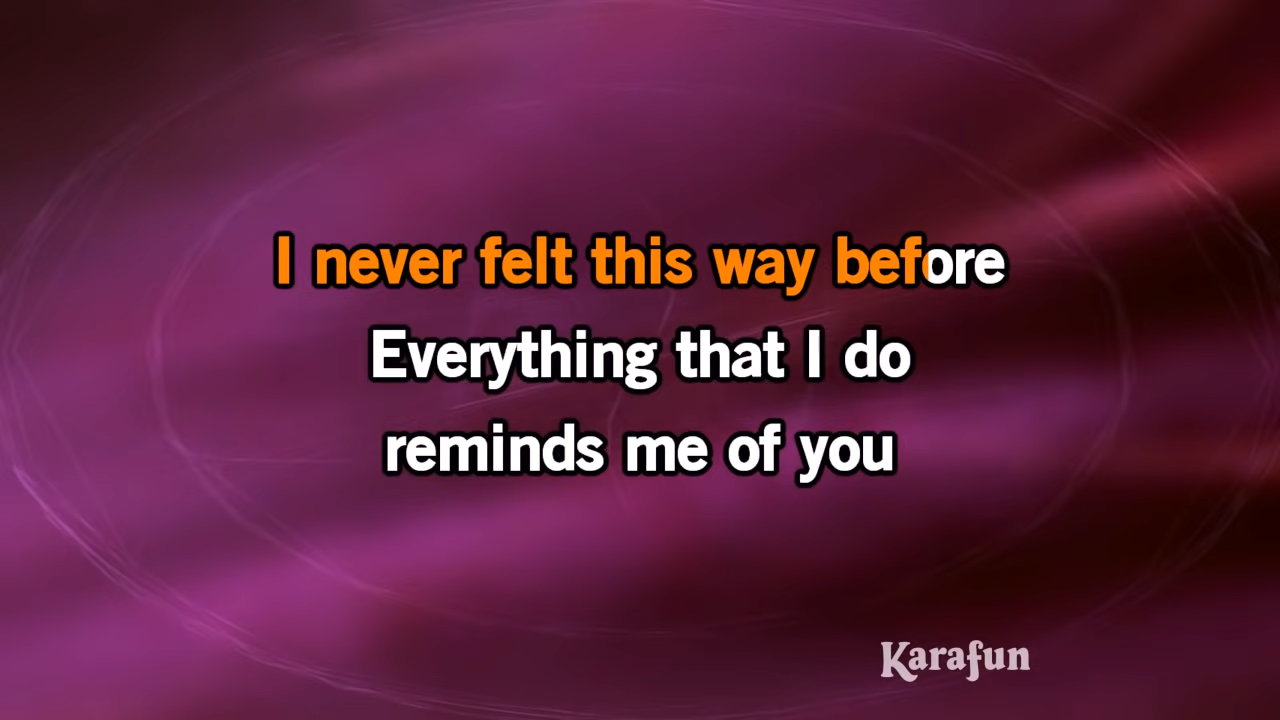 I never felt this way before
Everything that I do
reminds me of you
Karafun